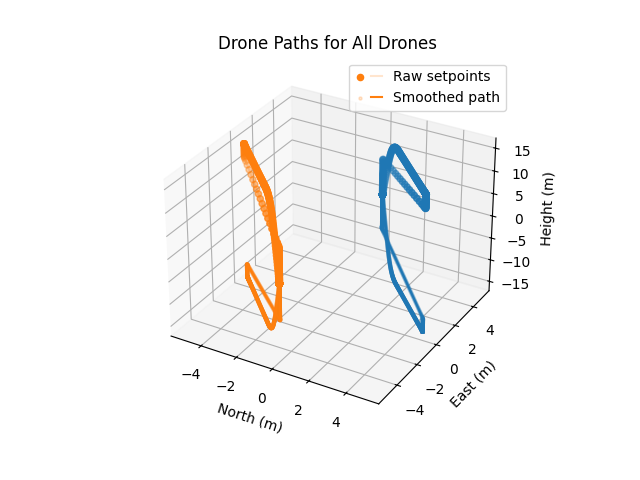 Drone Paths for All Drones
Raw setpoints
Smoothed path
15
10
5
0
−5
−10
−15
Height (m)
4
2
0
−2
−4
East (m)
−4
−2
0
2
4
North (m)